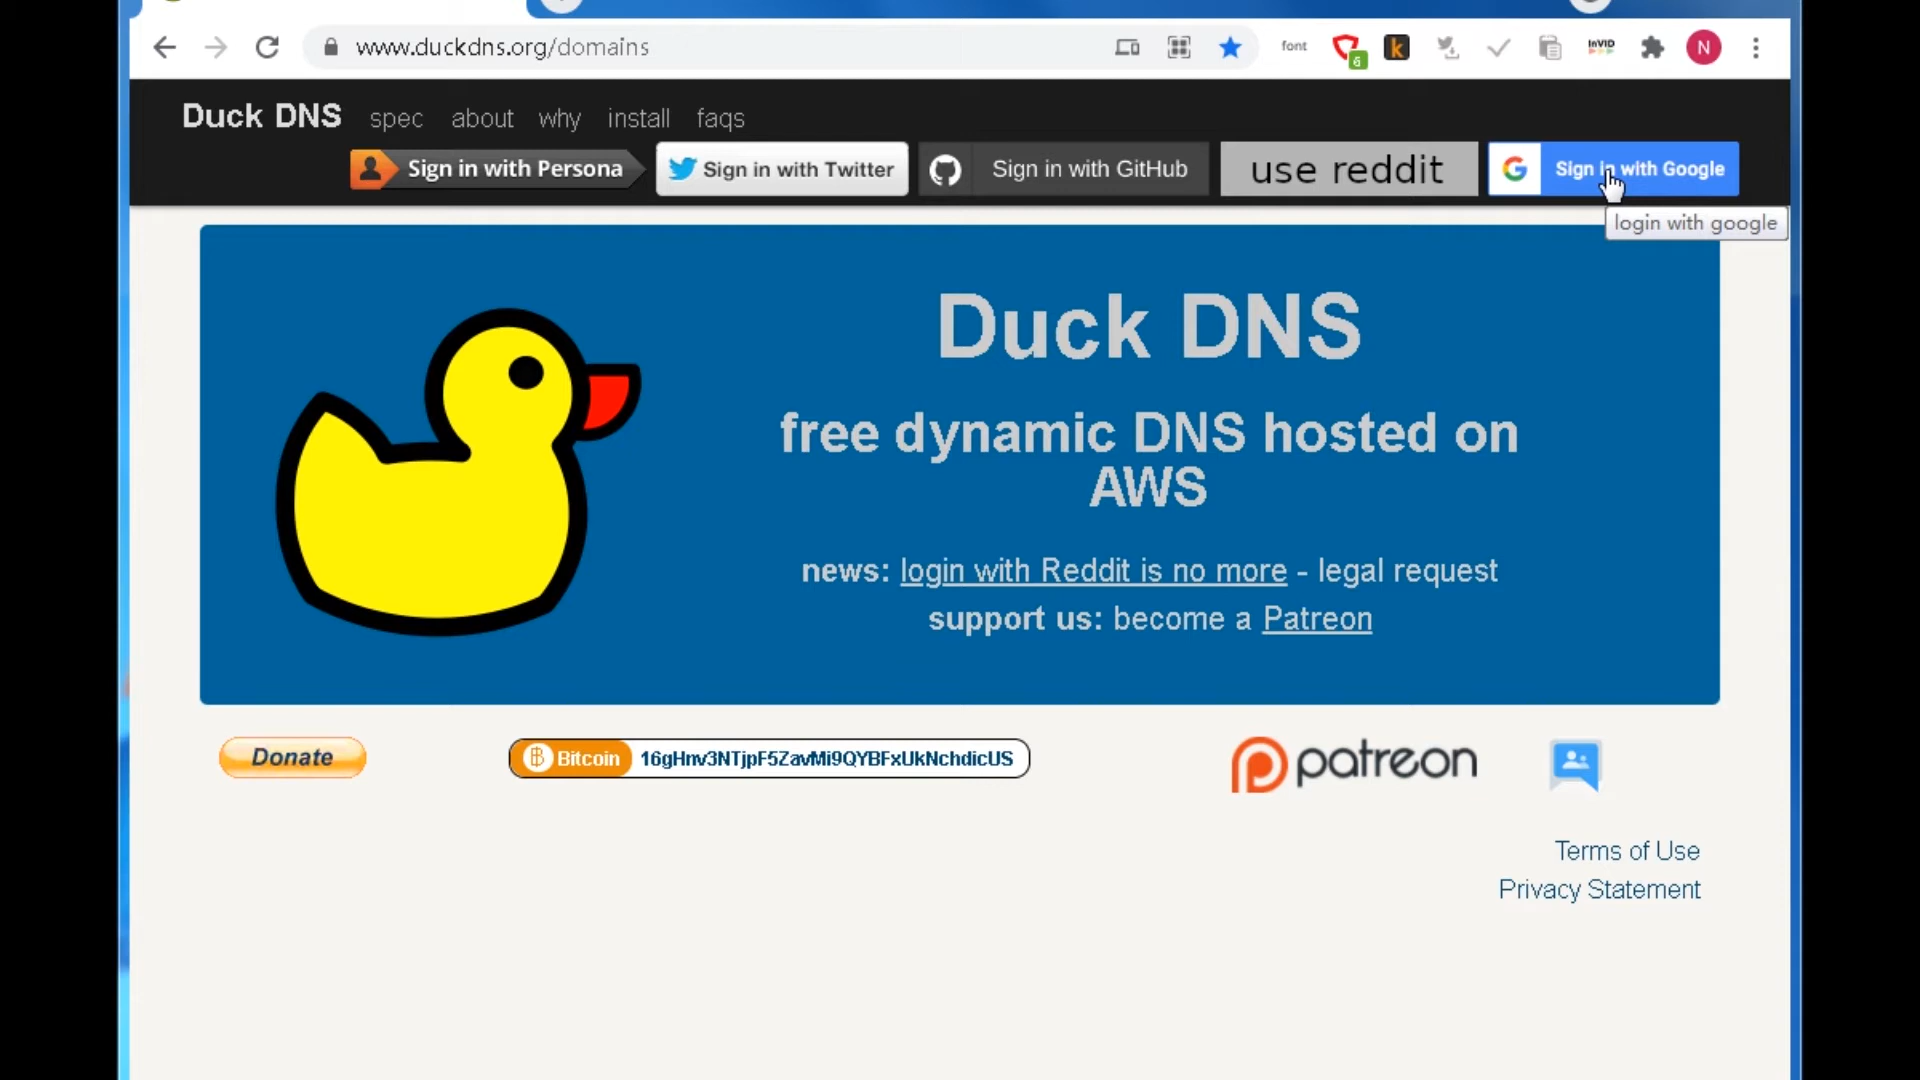 www.duckdns.org/domains
font
6
k
InVID
N
Duck DNS spec about why install faqs
Sign in with Persona
Sign in with Twitter
Sign in with GitHub
use reddit
Sign in with Google
login with google
Duck DNS
free dynamic DNS hosted on
AWS
news: login with Reddit is no more - legal request
support us: become a Patreon
Donate
Bitcoin 16gHnv3NTjpF5ZavMi9QYBFxUkNchdicUS
patreon
Terms of Use
Privacy Statement